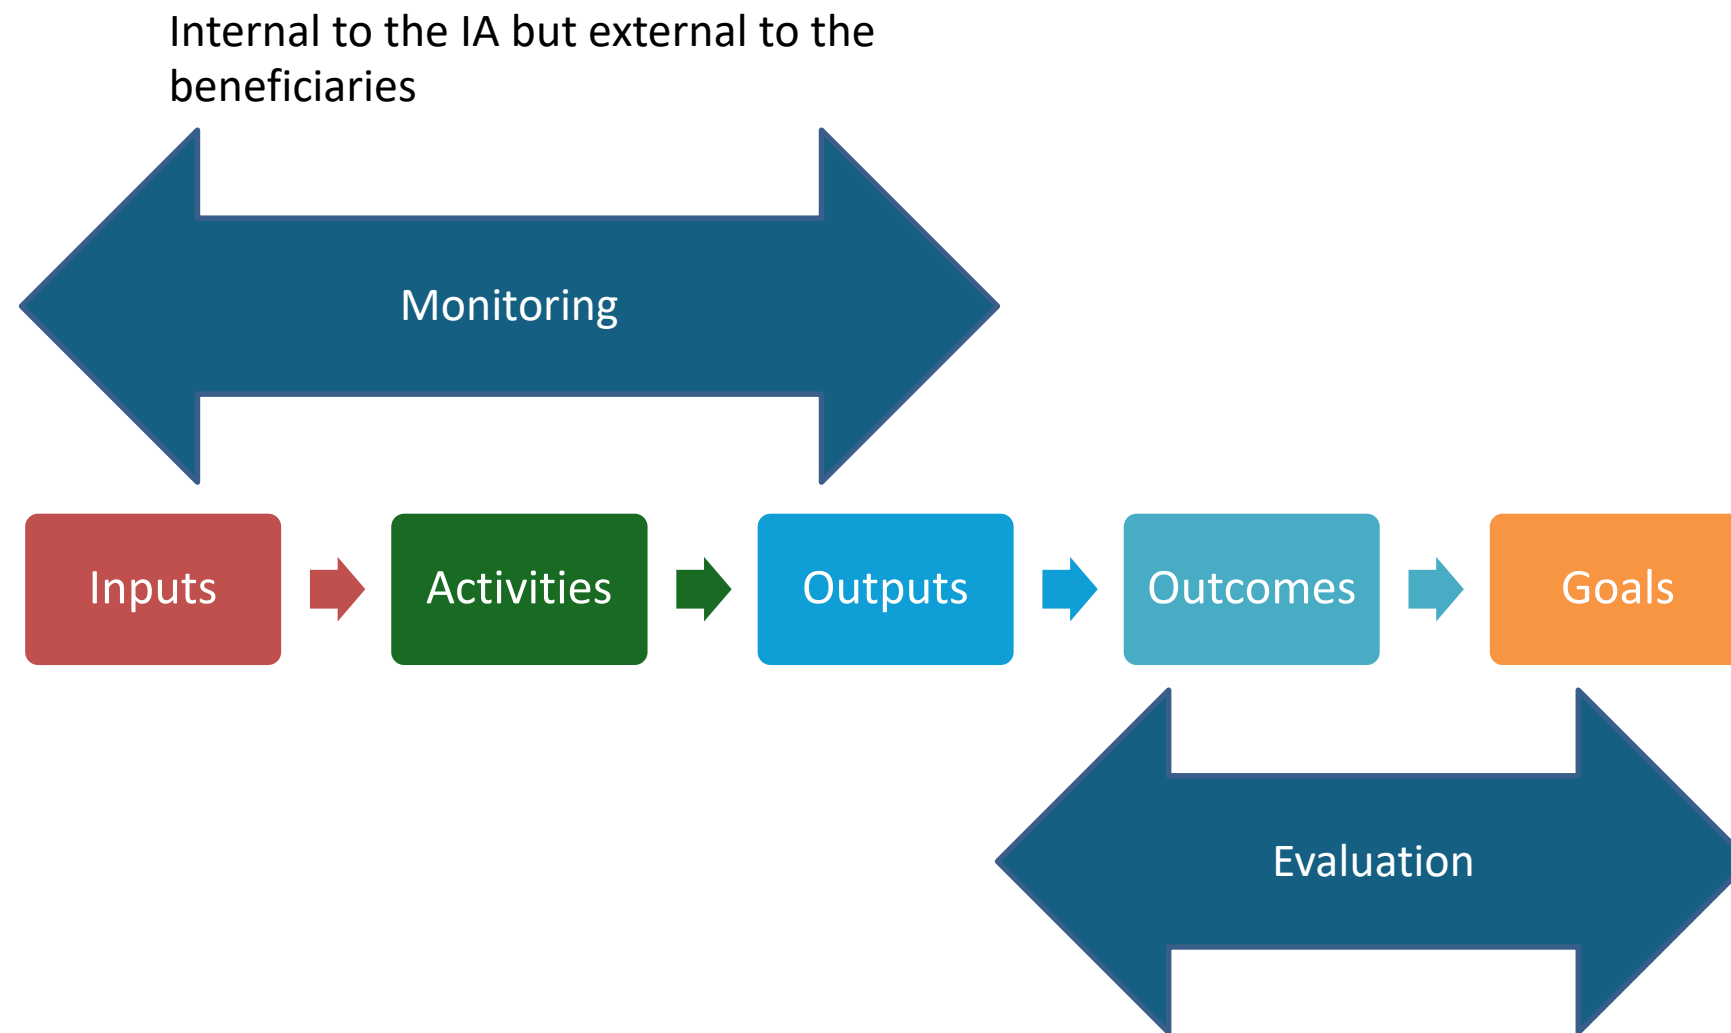 Internal to the IA but external to the
beneficiaries
Monitoring
Inputs
Activities
Outputs
Outcomes
Goals
Evaluation